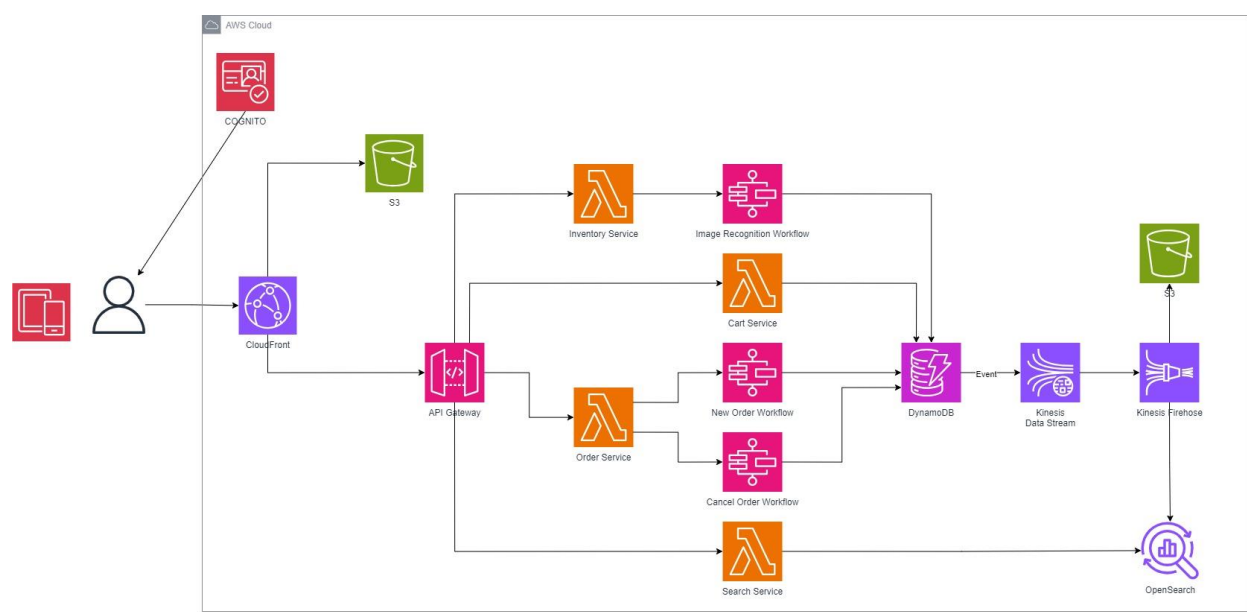 AWS Cloud
COGNITO
S3
Inventory Service
Image Recognition Workflow
S3
Cart Service
CloudFront
API Gateway
New Order Workflow
DynamoDB
Event
Kinesis
Data Stream
Kinesis Firehose
Order Service
Cancel Order Workflow
Search Service
OpenSearch